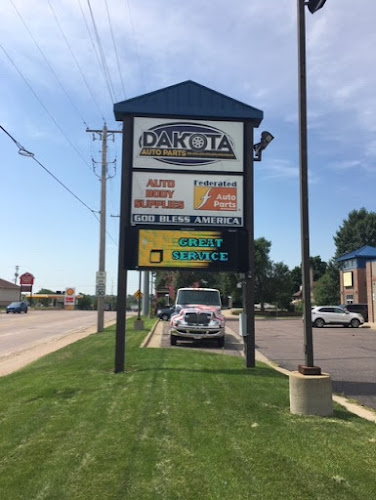 DAKOTA
AUTO PARTS
AUTO BODY
SUPPLIES
Federated
Auto
Parts
GOD BLESS AMERICA
GREAT
SERVICE